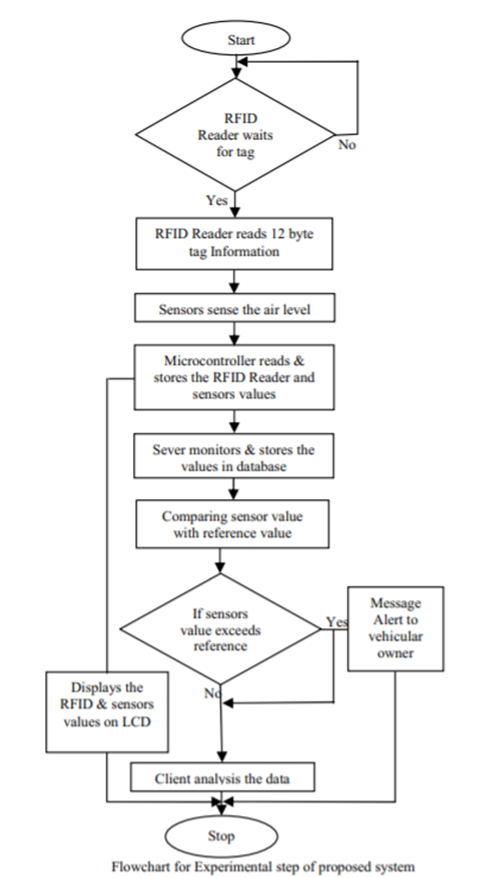 Start
RFID
Reader waits
for tag
No
Yes
RFID Reader reads 12 byte
tag Information
Sensors sense the air level
Microcontroller reads &
stores the RFID Reader and
sensors values
Sever monitors & stores the
values in database
Comparing sensor value
with reference value
If sensors
value exceeds
reference
Yes
Message
Alert to
vehicular
owner
No
Displays the
RFID & sensors
values on LCD
Client analysis the data
Stop
Flowchart for Experimental step of proposed system